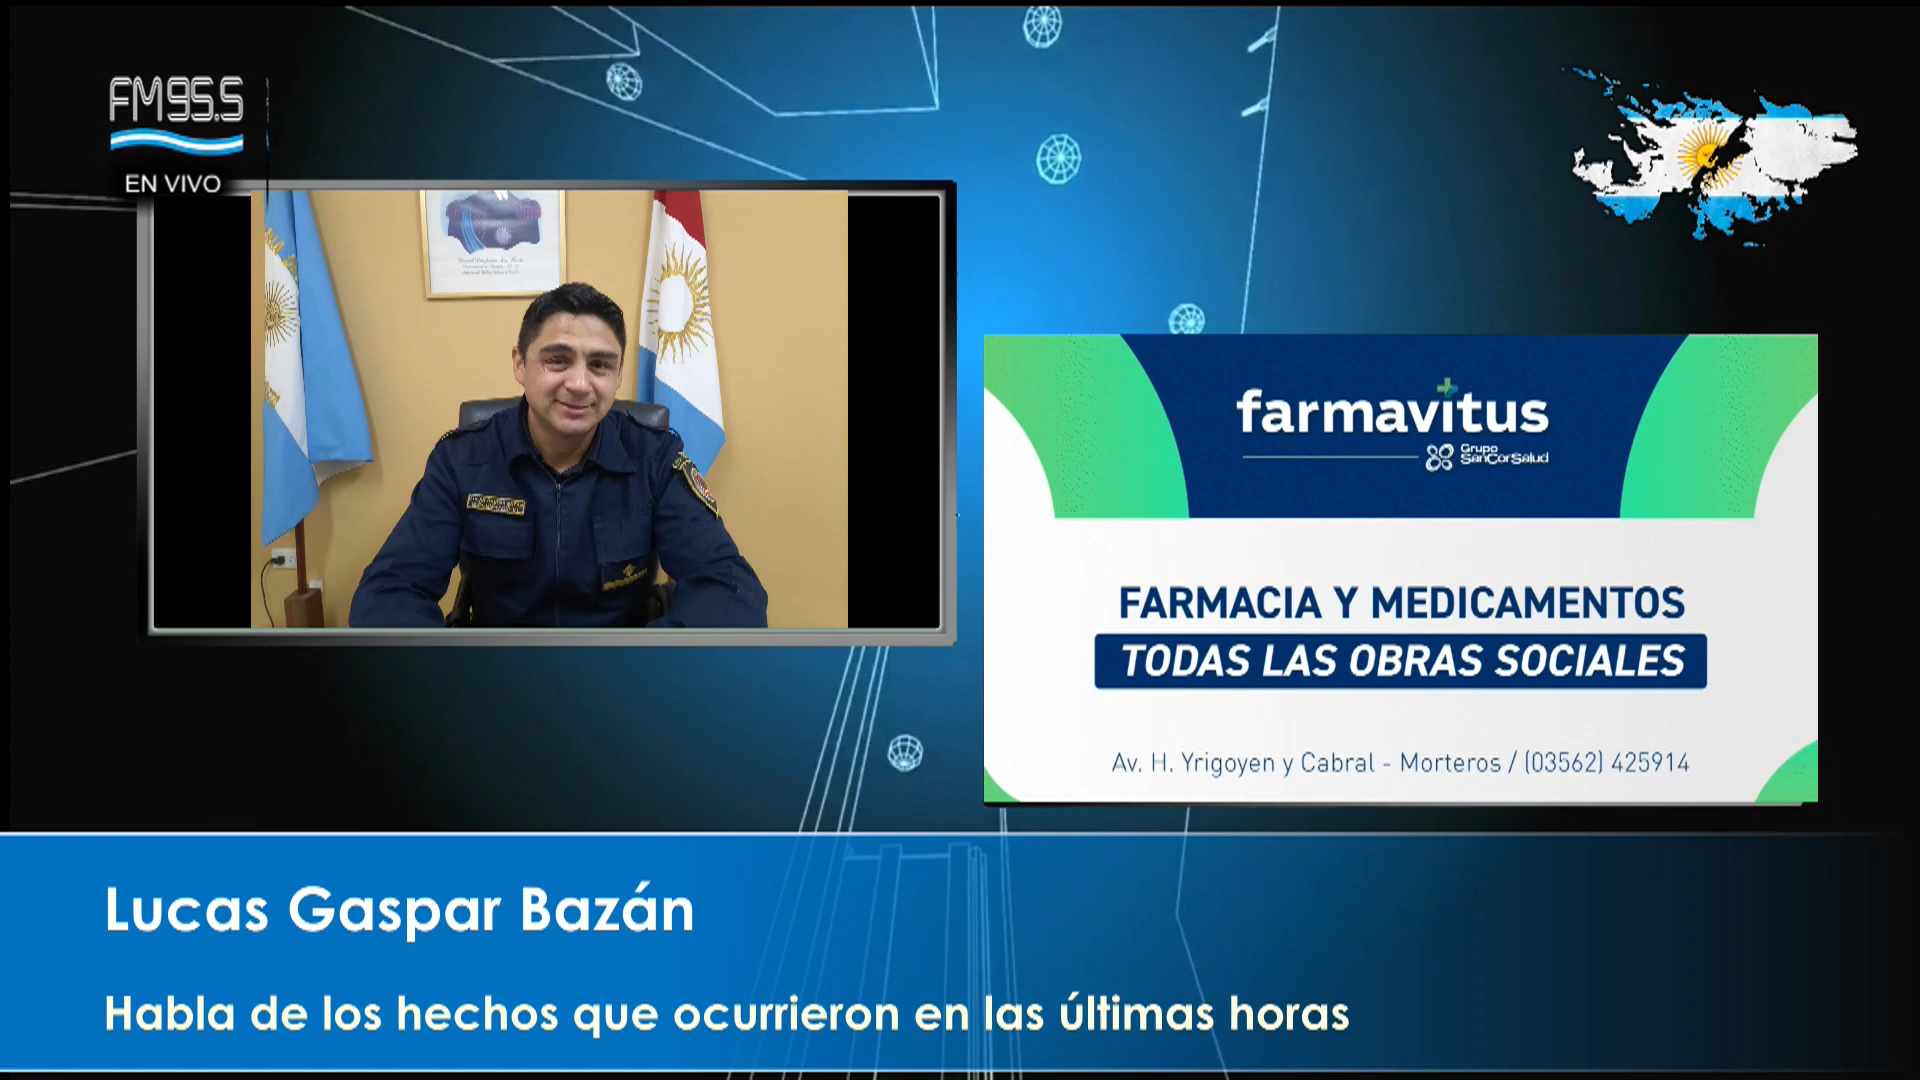 FM95.5
EN VIVO
farmavitus
Grupo
SanCorSalud
FARMACIA Y MEDICAMENTOS
TODAS LAS OBRAS SOCIALES
Av. H. Yrigoyen y Cabral - Morteros / (03562) 425914
Lucas Gaspar Bazán
Habla de los hechos que ocurrieron en las últimas horas